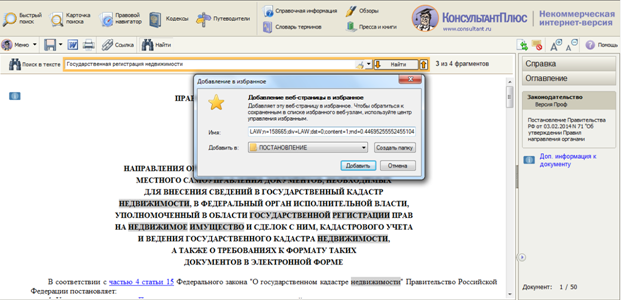 Быстрый поиск
Карточка поиска
Правовой навигатор
Кодексы
Путеводители
Справочная информация
Словарь терминов
Обзоры
Пресса и книги
КонсультантПлюс
www.consultant.ru
Некоммерческая
интернет-версия
Меню
Ссылка
Найти
Помощь
Поиск в тексте
Государственная регистрация недвижимости
Найти
3 из 4 фрагментов
Справка
Оглавление
Законодательство
Версия Проф
Постановление Правительства
РФ от 03.02.2014 N 71 "Об
утверждении Правил
направления органами
Доп. информация к
документу
Добавление в избранное
Добавление веб-страницы в избранное
Добавляет эту веб-страницу в избранное. Чтобы обратиться к
сохраненным в списке избранного веб-узлам, используйте центр
управления избранным.
Имя:
LAW;n=158665;div=LAW;dst=0;content=1;rnd=0.44695255552455104
Добавить в:
ПОСТАНОВЛЕНИЕ
Создать папку
Добавить
Отмена
МЕСТНОГО САМОУПРАВЛЕНИЯ ДОКУМЕНТОВ, НЕОБХОДИМЫХ
ДЛЯ ВНЕСЕНИЯ СВЕДЕНИЙ В ГОСУДАРСТВЕННЫЙ КАДАСТР
НЕДВИЖИМОСТИ, В ФЕДЕРАЛЬНЫЙ ОРГАН ИСПОЛНИТЕЛЬНОЙ ВЛАСТИ,
УПОЛНОМОЧЕННЫЙ В ОБЛАСТИ ГОСУДАРСТВЕННОЙ РЕГИСТРАЦИИ ПРАВ
НА НЕДВИЖИМОЕ ИМУЩЕСТВО И СДЕЛОК С НИМ, КАДАСТРОВОГО УЧЕТА
И ВЕДЕНИЯ ГОСУДАРСТВЕННОГО КАДАСТРА НЕДВИЖИМОСТИ,
А ТАКЖЕ О ТРЕБОВАНИЯХ К ФОРМАТУ ТАКИХ
ДОКУМЕНТОВ В ЭЛЕКТРОННОЙ ФОРМЕ
В соответствии с частью 4 статьи 15 Федерального закона "О государственном кадастре недвижимости" Правительство Российской
Федерации постановляет:
Документ: 1 / 50